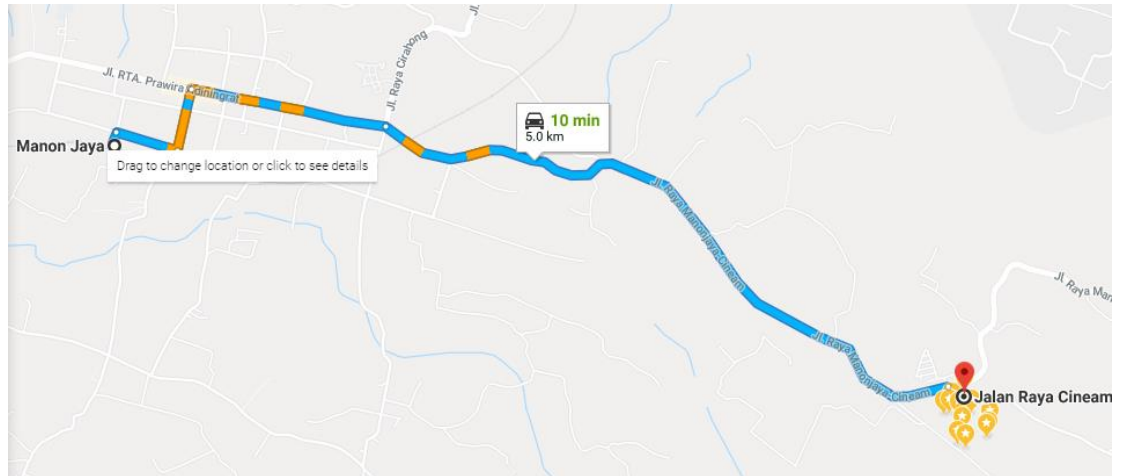 Jl. RTA. Prawira Adiningrat
Jl. Raya Cirahong
Manon Jaya
Drag to change location or click to see details
10 min
5.0 km
Jl. Raya Manonjaya Cineam
Jl. Raya Manonjaya Cineam
Jl. Raya Man
Jalan Raya Cineam